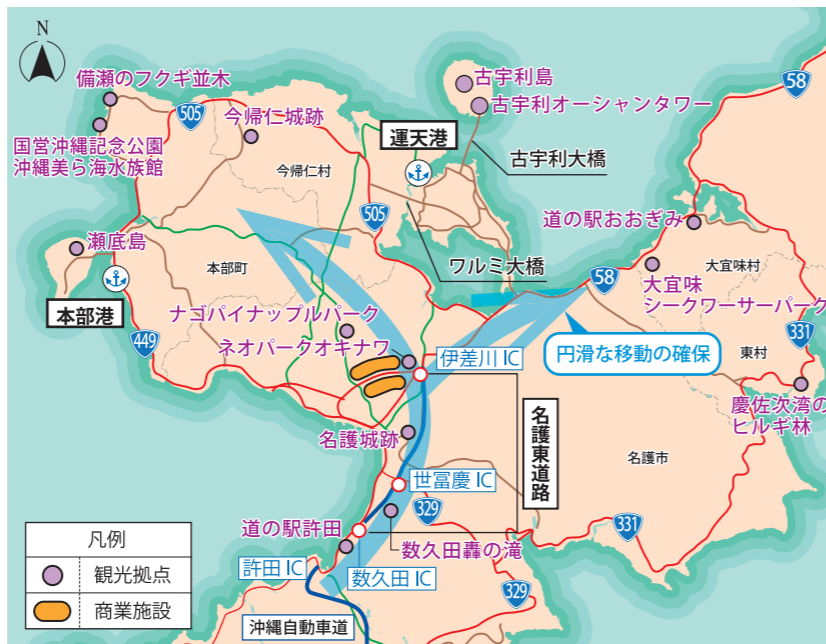 N
備瀬のフクギ並木
505
国営沖縄記念公園
沖縄美ら海水族館
今帰仁城跡
今帰仁村
運天港
古宇利島
古宇利オーシャンタワー
58
古宇利大橋
505
ワルミ大橋
瀬底島
本部港
本部町
449
道の駅おおぎみ
大宜味村
58
大宜味
シークワーサーパーク
331
東村
慶佐次湾の
ヒルギ林
円滑な移動の確保
ナゴパイナップルパーク
ネオパークオキナワ
伊差川 IC
名護東道路
名護城跡
名護市
世冨慶 IC
329
331
道の駅許田
数久田轟の滝
許田 IC
数久田 IC
329
沖縄自動車道
凡例
観光拠点
商業施設